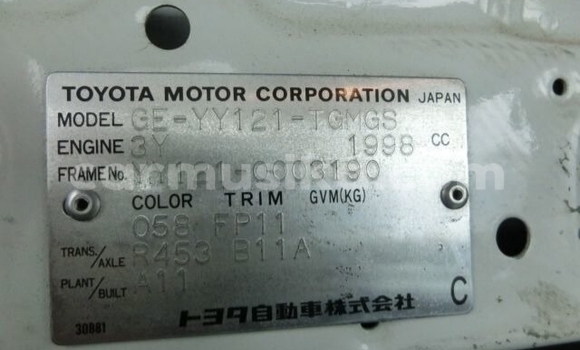 TOYOTA MOTOR CORPORATION JAPAN
MODEL GE-YY121-TGMGS
ENGINE 3Y 1998 CC
FRAME No. 0003190
COLOR TRIM GVM(KG)
058 FP11
TRANS./AXLE R453 B11A
PLANT/BUILT A11
トヨタ自動車株式会社 C
30881